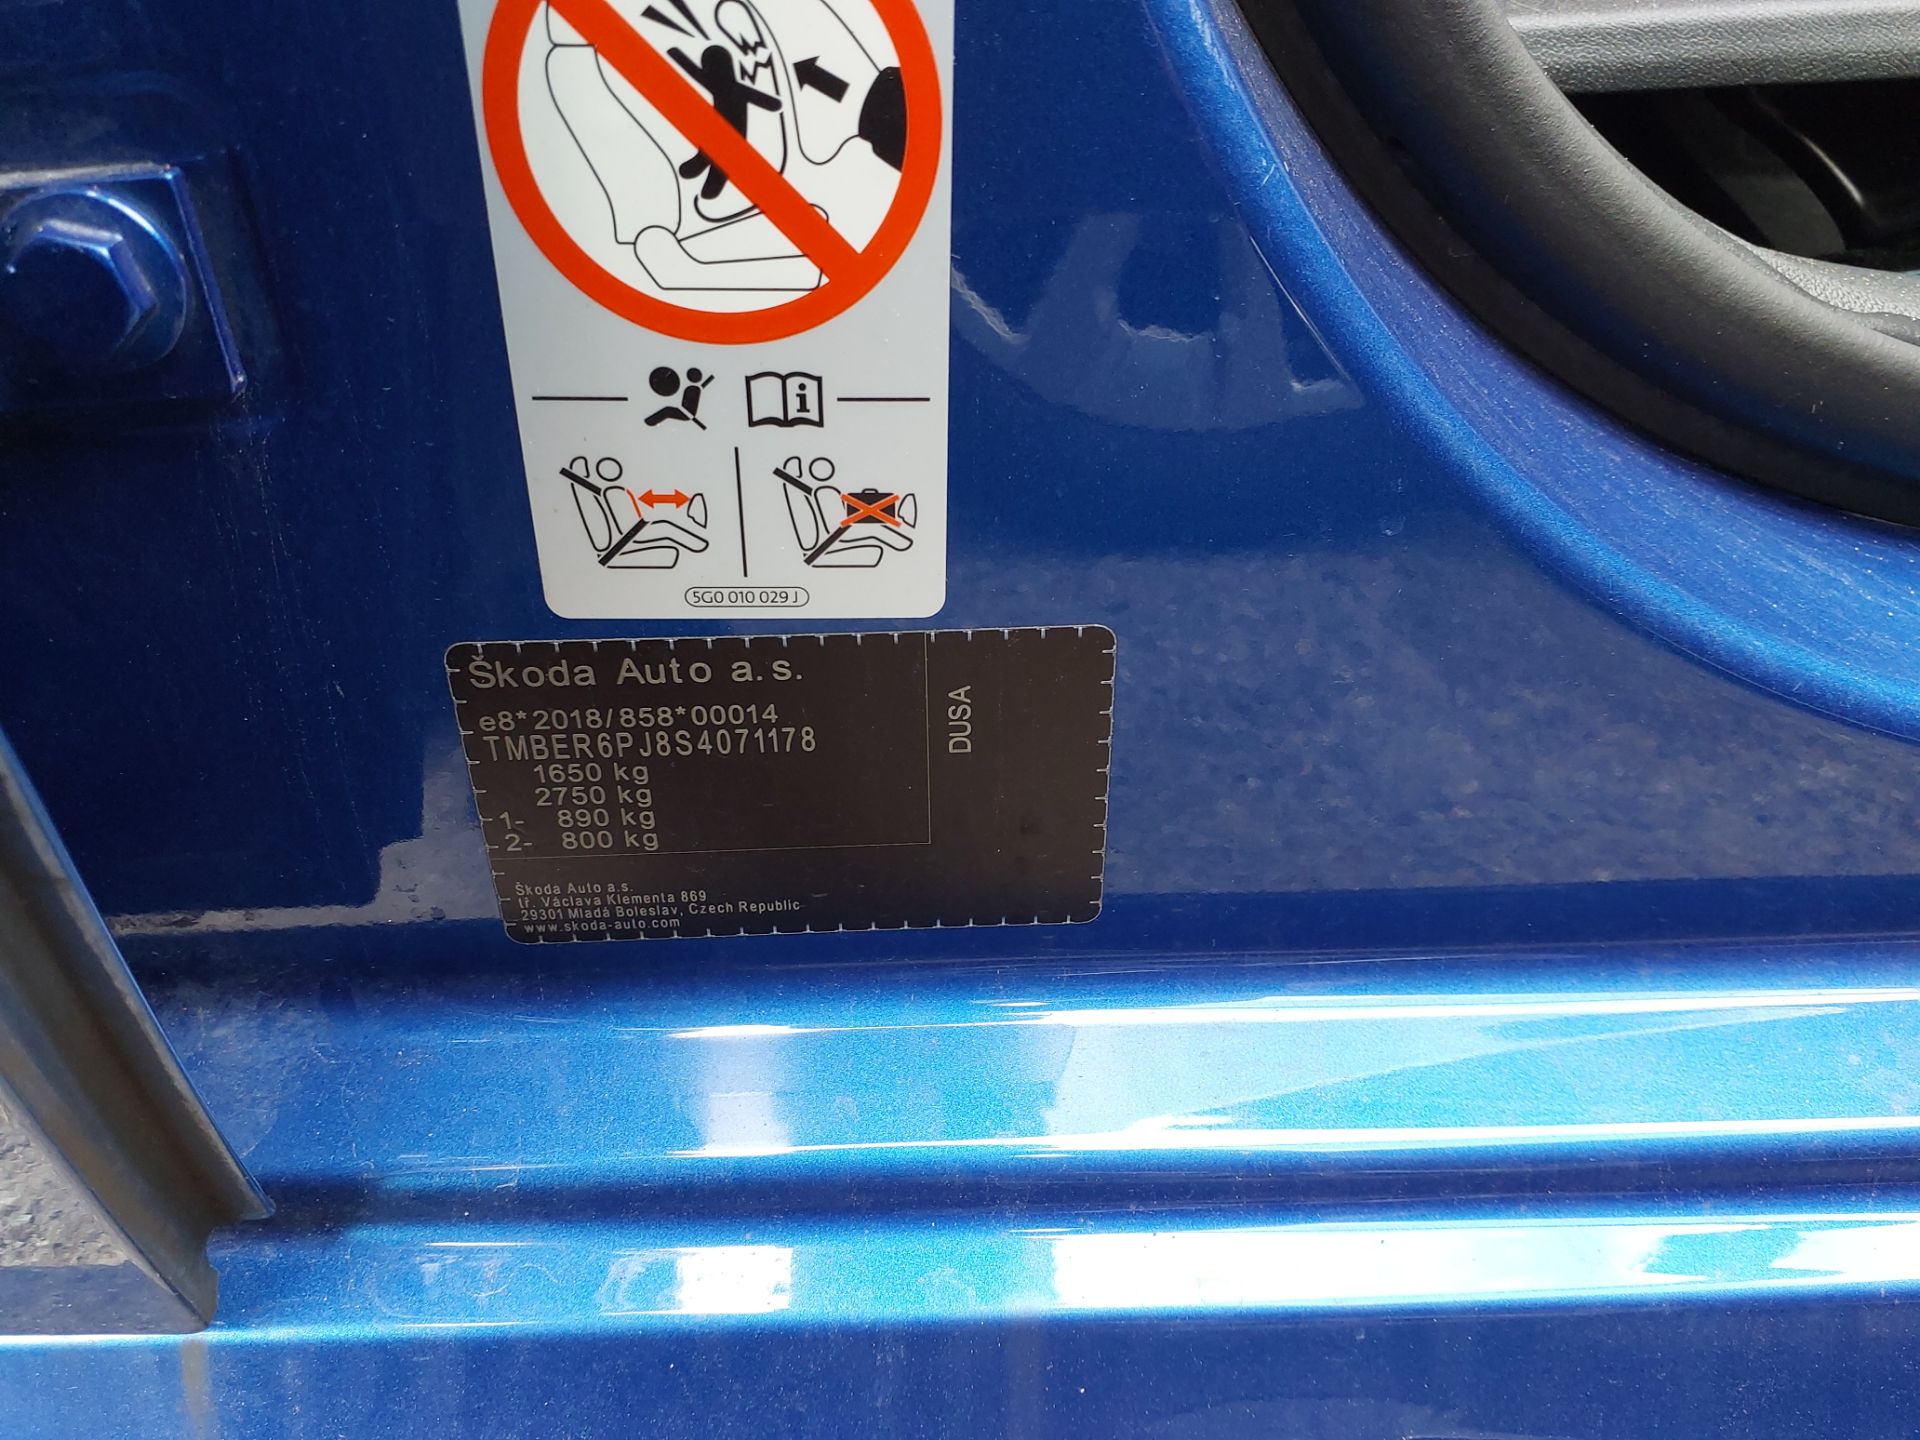 5G0 010 029 J
Škoda Auto a.s.
e8*2018/858*00014
TMBER6PJ8S4071178
1650 kg
2750 kg
1- 890 kg
2- 800 kg
DUSA
Škoda Auto a.s.
tř. Václava Klementa 869
29301 Mladá Boleslav, Czech Republic
www.skoda-auto.com